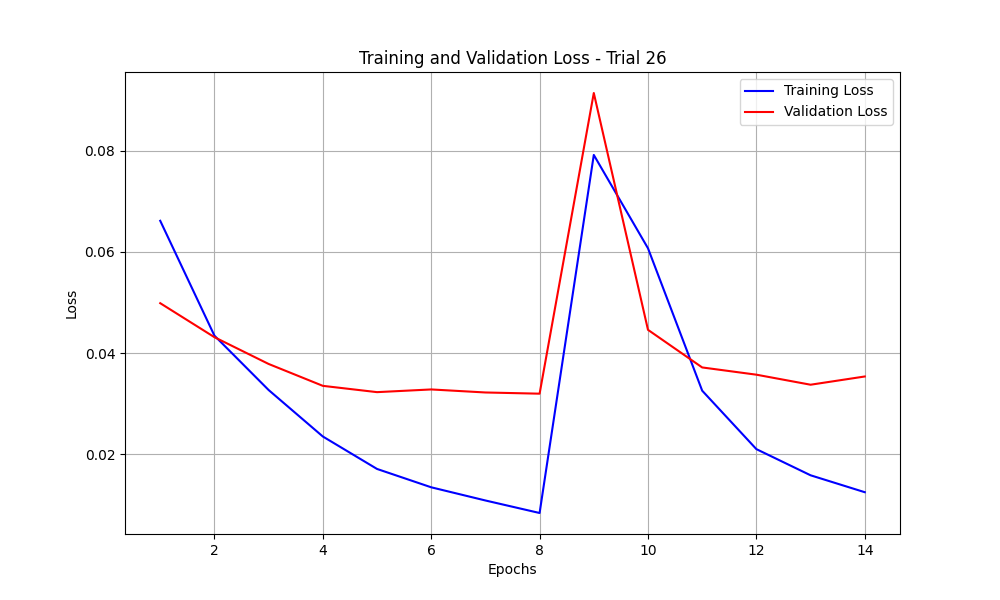 Training and Validation Loss - Trial 26
Training Loss
Validation Loss
0.08
0.06
0.04
0.02
Loss
2 4 6 8 10 12 14
Epochs